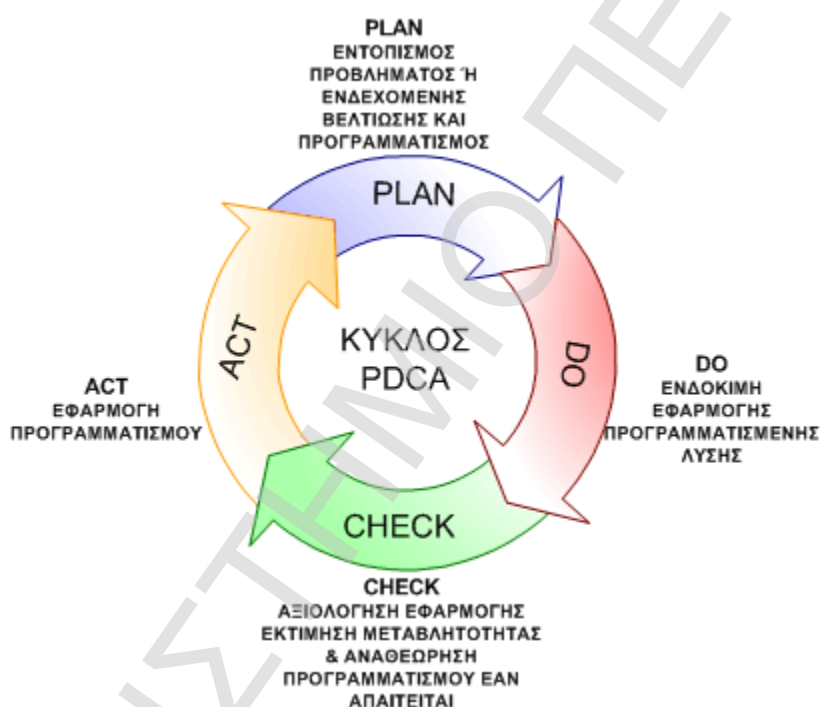 PLAN
ΕΝΤΟΠΙΣΜΟΣ
ΠΡΟΒΛΗΜΑΤΟΣ Ή
ΕΝΔΕΧΟΜΕΝΗΣ
ΒΕΛΤΙΩΣΗΣ ΚΑΙ
ΠΡΟΓΡΑΜΜΑΤΙΣΜΟΣ
PLAN
ACT
ΚΥΚΛΟΣ
PDCA
DO
ACT
ΕΦΑΡΜΟΓΗ
ΠΡΟΓΡΑΜΜΑΤΙΣΜΟΥ
DO
ΕΝΔΟΚΙΜΗ
ΕΦΑΡΜΟΓΗΣ
ΠΡΟΓΡΑΜΜΑΤΙΣΜΕΝΗΣ
ΛΥΣΗΣ
CHECK
CHECK
ΑΞΙΟΛΟΓΗΣΗ ΕΦΑΡΜΟΓΗΣ
ΕΚΤΙΜΗΣΗ ΜΕΤΑΒΛΗΤΟΤΗΤΑΣ
& ΑΝΑΘΕΩΡΗΣΗ
ΠΡΟΓΡΑΜΜΑΤΙΣΜΟΥ ΕΑΝ
ΑΠΑΙΤΕΙΤΑΙ